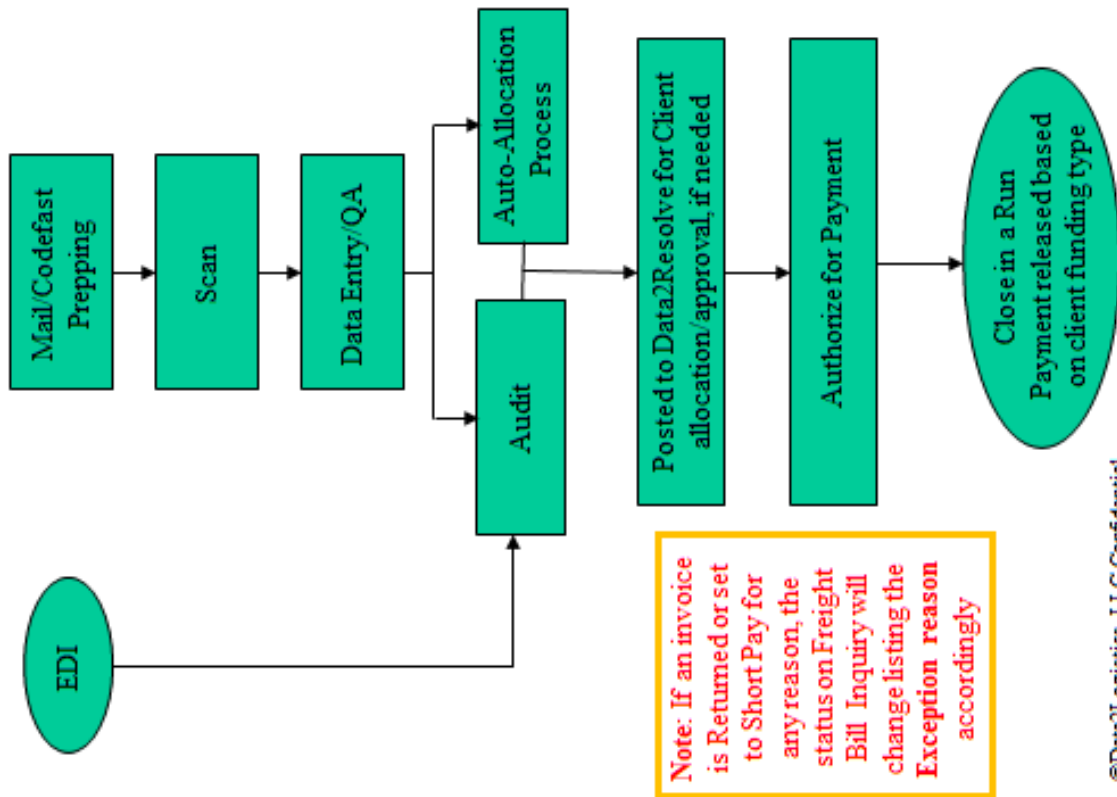 EDI
Mail/Codefast
Prepping
Scan
Data Entry/QA
Audit
Auto-Allocation
Process
Posted to Data2Resolve for Client
allocation/approval, if needed
Authorize for Payment
Close in a Run
Payment released based
on client funding type
Note: If an invoice
is Returned or set
to Short Pay for
any reason, the
status on Freight
Bill Inquiry will
change listing the
Exception reason
accordingly
LLC Confidential